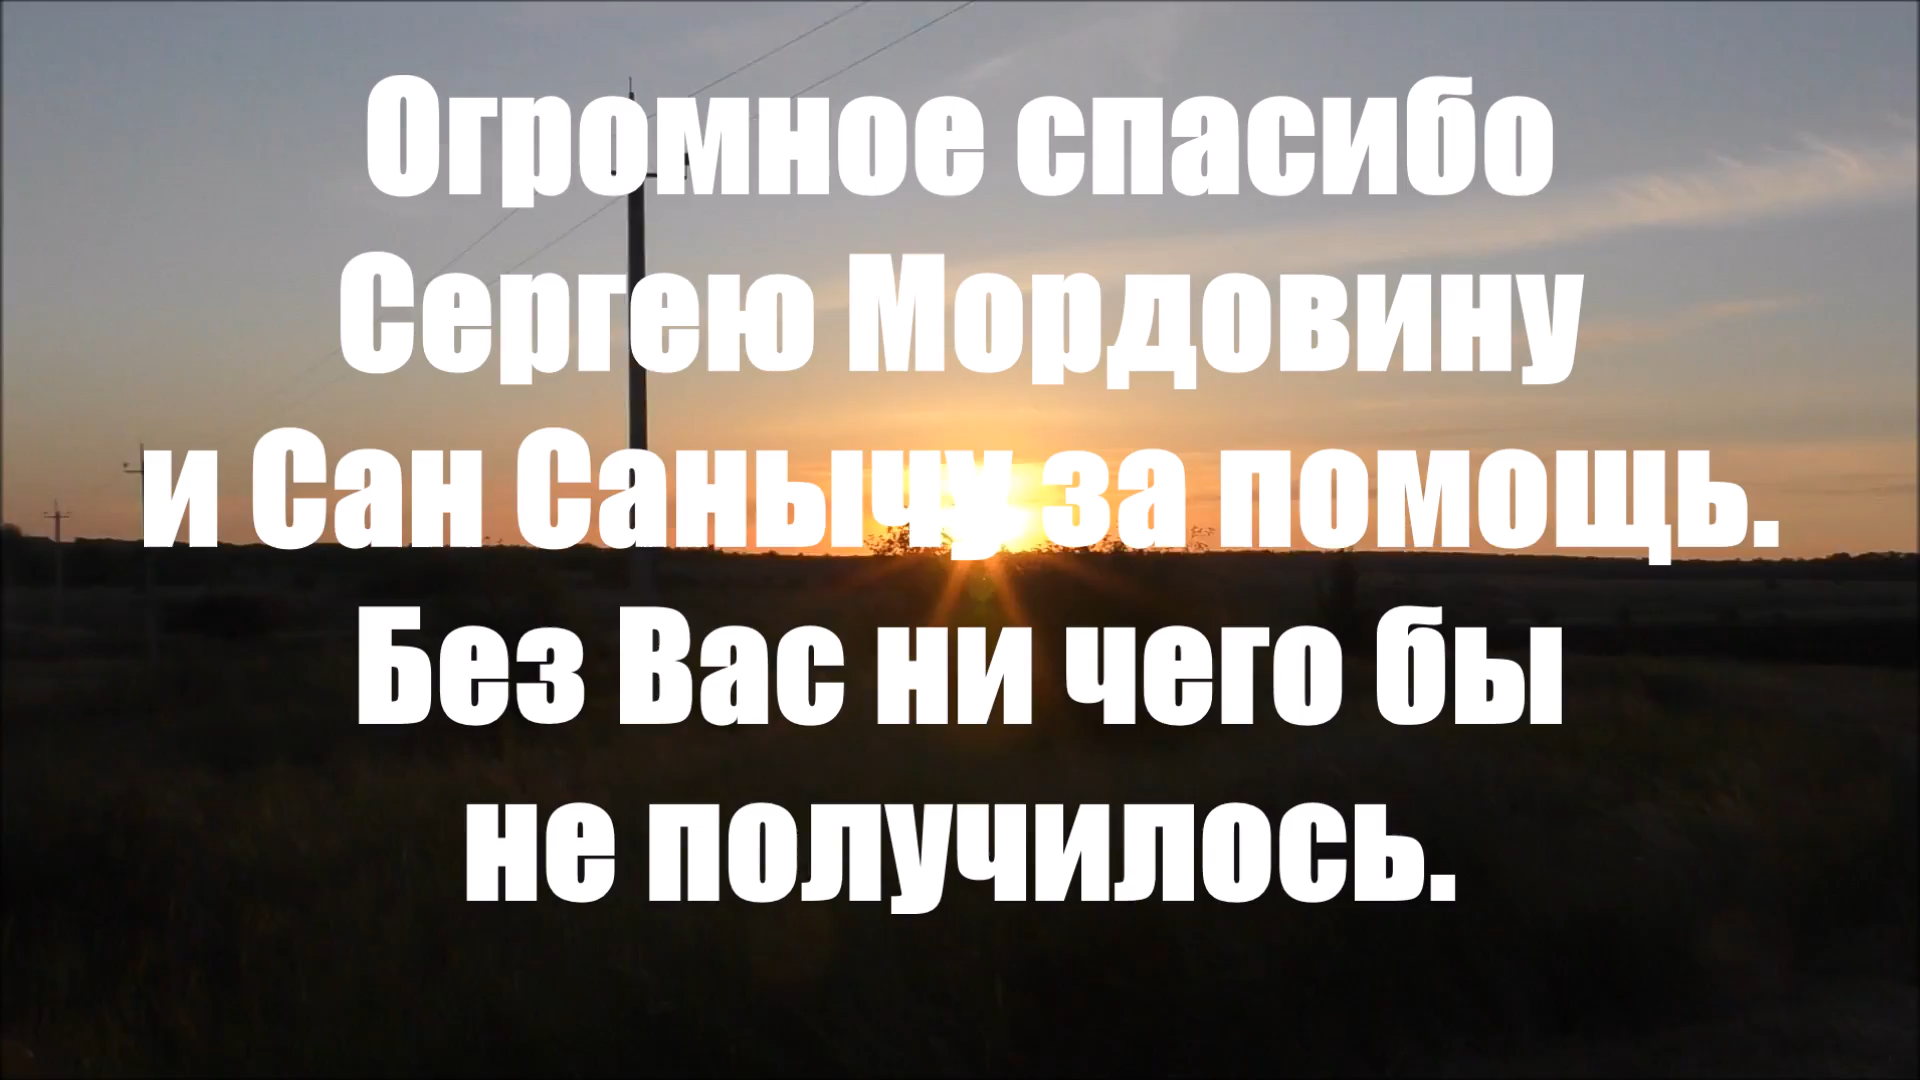 Огромное спасибо
Сергею Мордовину
и Сан Санычу за помощь.
Без Вас ни чего бы
не получилось.